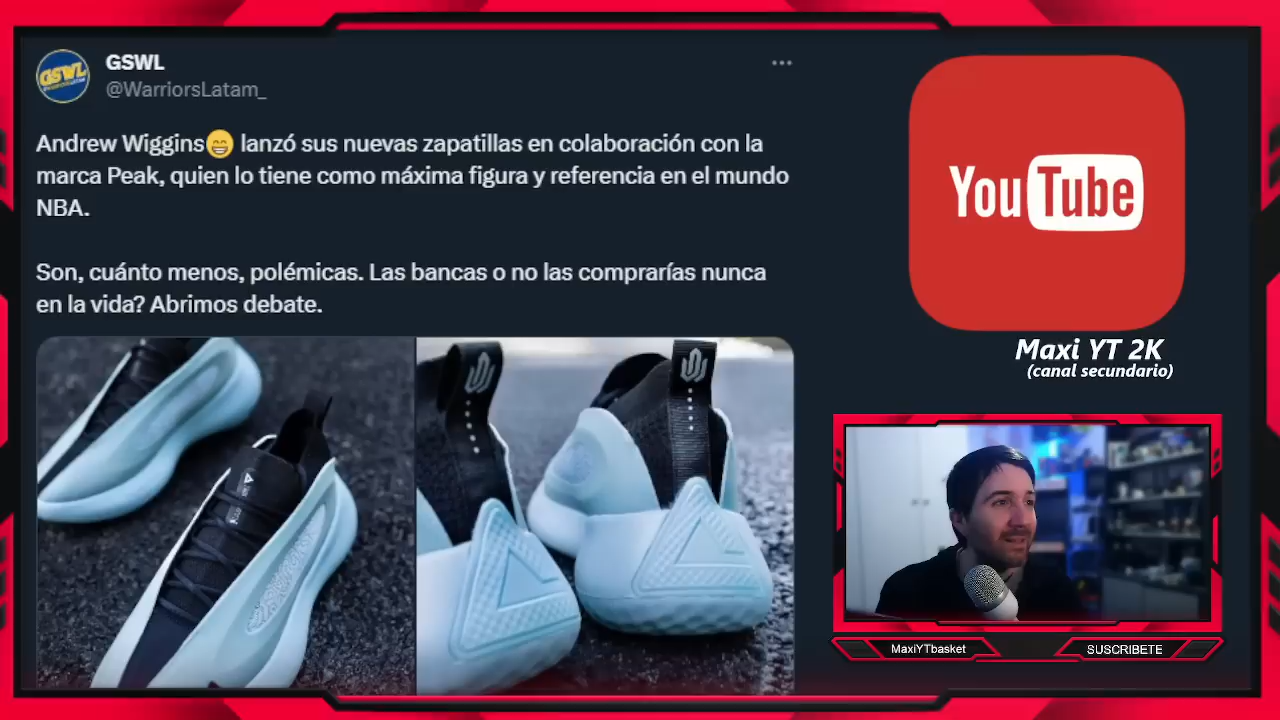 GSWL
@WarriorsLatam_
Andrew Wiggins😁 lanzó sus nuevas zapatillas en colaboración con la
marca Peak, quien lo tiene como máxima figura y referencia en el mundo
NBA.
Son, cuánto menos, polémicas. Las bancas o no las comprarías nunca
en la vida? Abrimos debate.
GSWL
YouTube
Maxi YT 2K
(canal secundario)
MaxiYTbasket
SUSCRIBETE